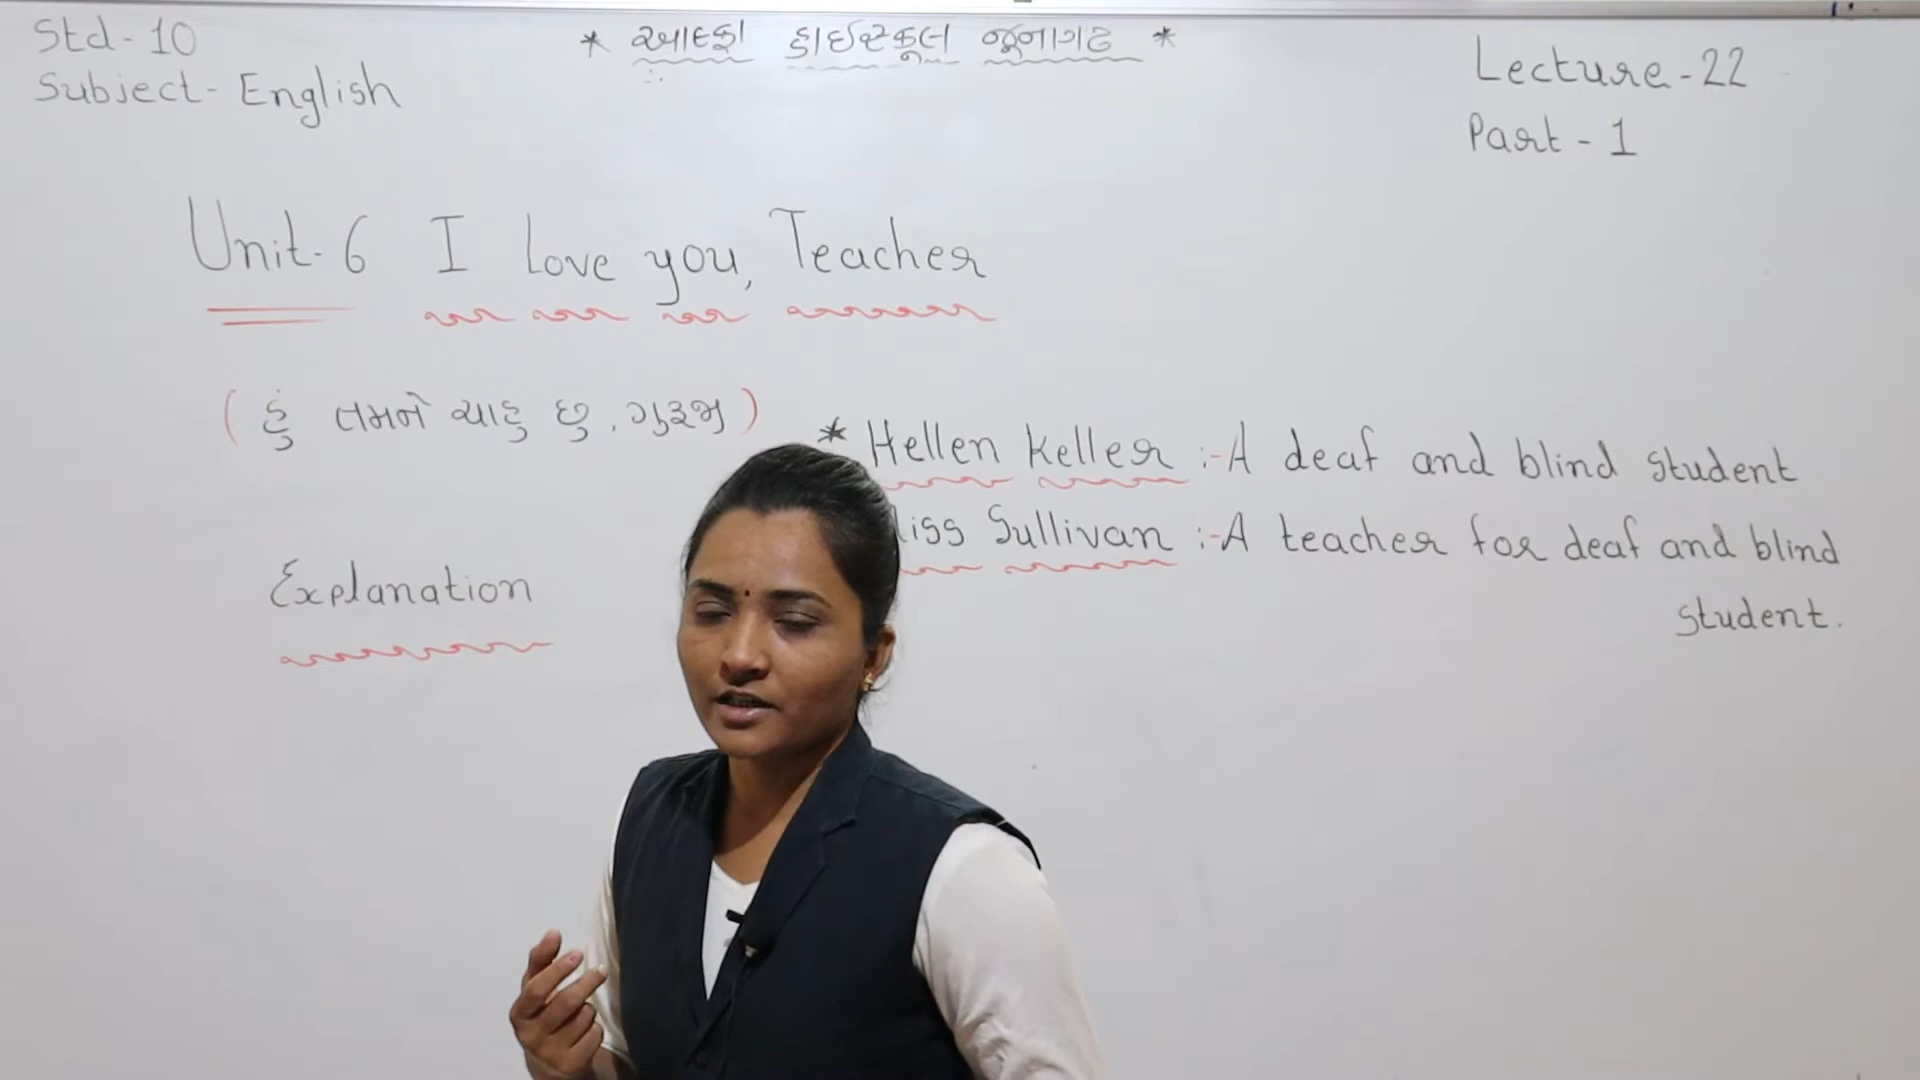 Std-10
Subject- English
* આલ્ફા હાઈસ્કૂલ જૂનાગઢ *
Lecture-22
Part-1
Unit-6 I Love you, Teacher
(હું તમને ચાહુ છુ, ગુરૂજી)
* Hellen Keller :-A deaf and blind student
Sullivan :-A teacher for deaf and blind
student.
Explanation